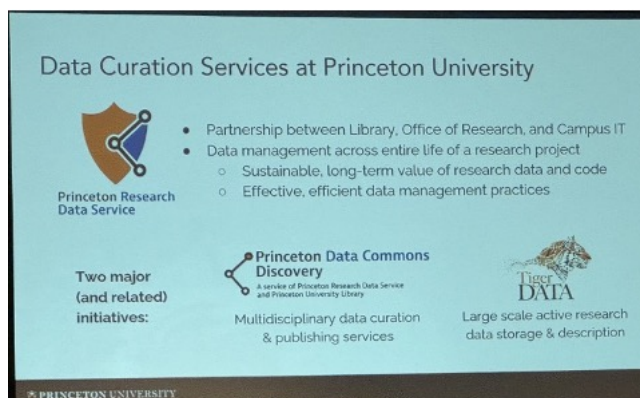 Data Curation Services at Princeton University
Princeton Research
Data Service
• Partnership between Library, Office of Research, and Campus IT
• Data management across entire life of a research project
○ Sustainable, long-term value of research data and code
○ Effective, efficient data management practices
Two major
(and related)
initiatives:
Princeton Data Commons
Discovery
A service of Princeton Research Data Service
and Princeton University Library
Multidisciplinary data curation
& publishing services
Tiger
DATA
Large scale active research
data storage & description
PRINCETON UNIVERSITY